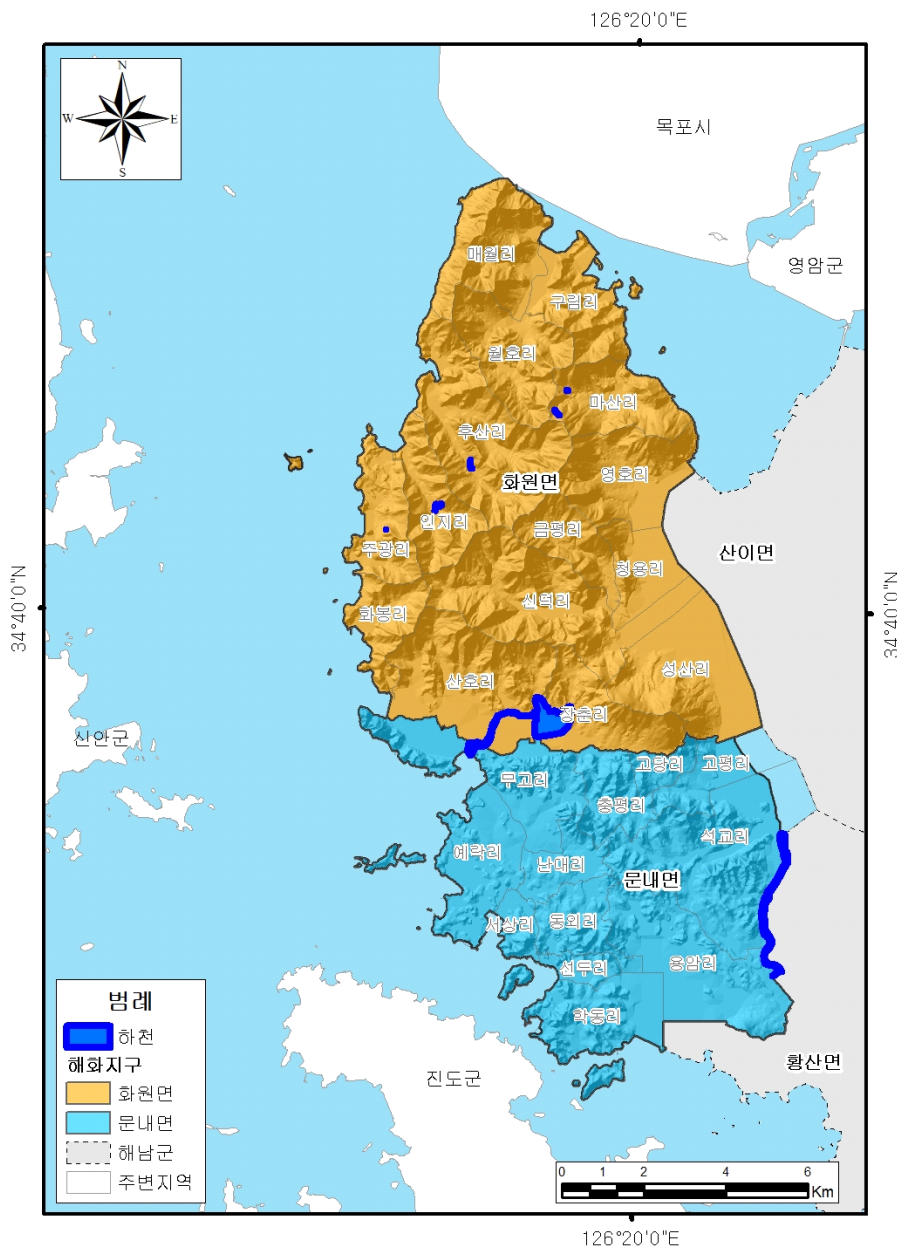 126°20'0"E
N
W
E
S
목포시
영암군
매월리
구림리
월호리
마산리
후산리
화원면
영호리
인지리
금평리
주광리
청용리
산이면
신덕리
화봉리
34°40'0"N
34°40'0"N
성산리
산호리
장춘리
신안군
무고리
고당리
고평리
충평리
석교리
예락리
난대리
문내면
서상리
동외리
선두리
용암리
학동리
황산면
진도군
범례
하천
해화지구
화원면
문내면
해남군
주변지역
0 1 2 4 6
Km
126°20'0"E